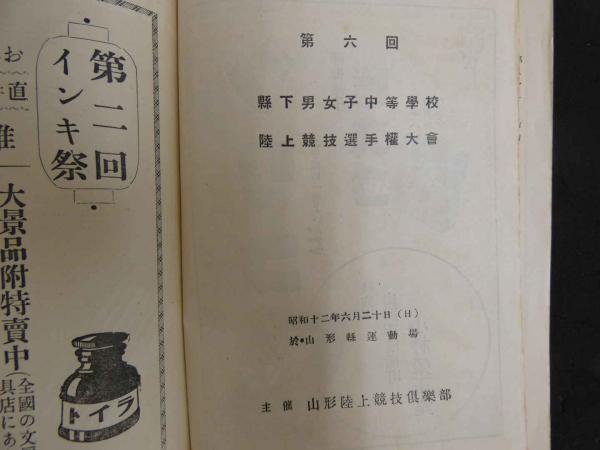 第六回
縣下男女子中等學校
陸上競技選手權大會
昭和十二年六月二十日（日）
於・山形縣運動場
主催 山形陸上競技俱樂部
お
直
第二回
インキ祭
大景品附特賣中
（全國の文
具店にあ
ライト